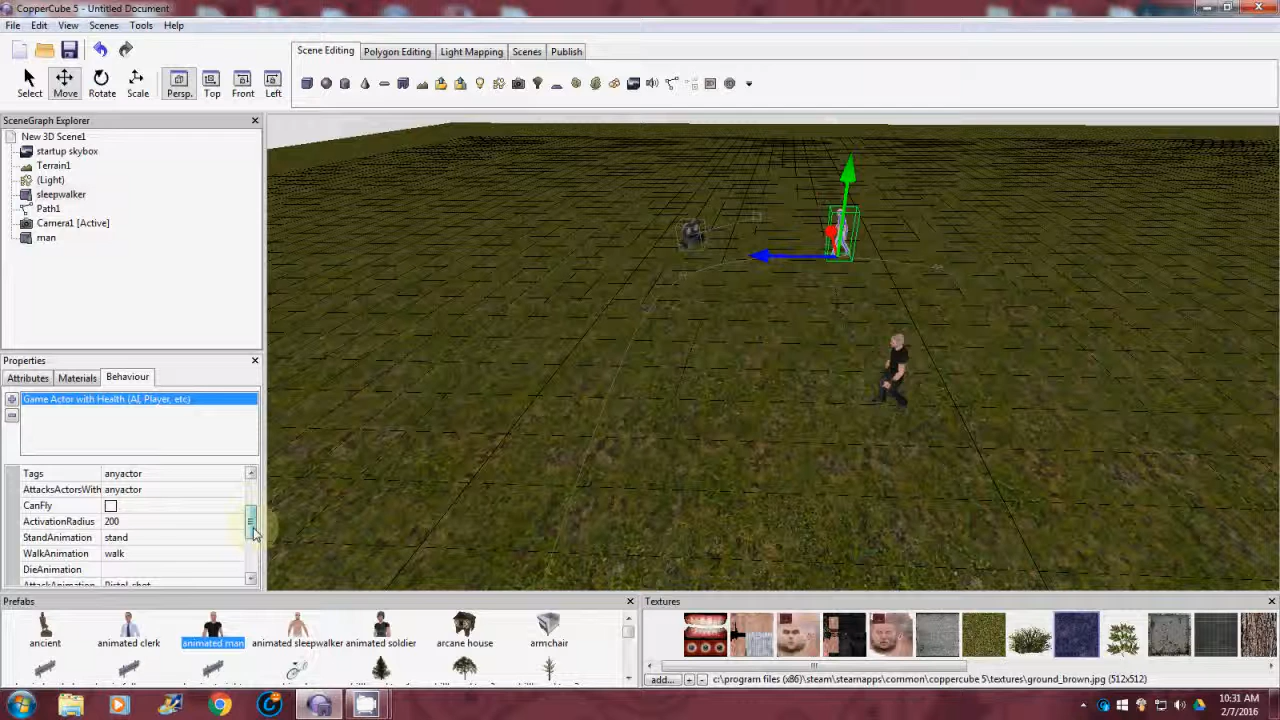 CopperCube 5 - Untitled Document
File Edit View Scenes Tools Help
Scene Editing Polygon Editing Light Mapping Scenes Publish
Select Move Rotate Scale Persp. Top Front Left
SceneGraph Explorer
New 3D Scene1
startup skybox
Terrain1
(Light)
sleepwalker
Path1
Camera1 [Active]
man
Properties
Attributes Materials Behaviour
Game Actor with Health (AI, Player, etc)
Tags anyactor
AttacksActorsWith anyactor
CanFly
ActivationRadius 200
StandAnimation stand
WalkAnimation walk
DieAnimation
AttackAnimation Pistol-shot
Prefabs
ancient animated clerk animated man animated sleepwalker animated soldier arcane house armchair
Textures
add... + - c:\program files (x86)\steam\steamapps\common\coppercube 5\textures\ground_brown.jpg (512x512)
10:31 AM
2/7/2016